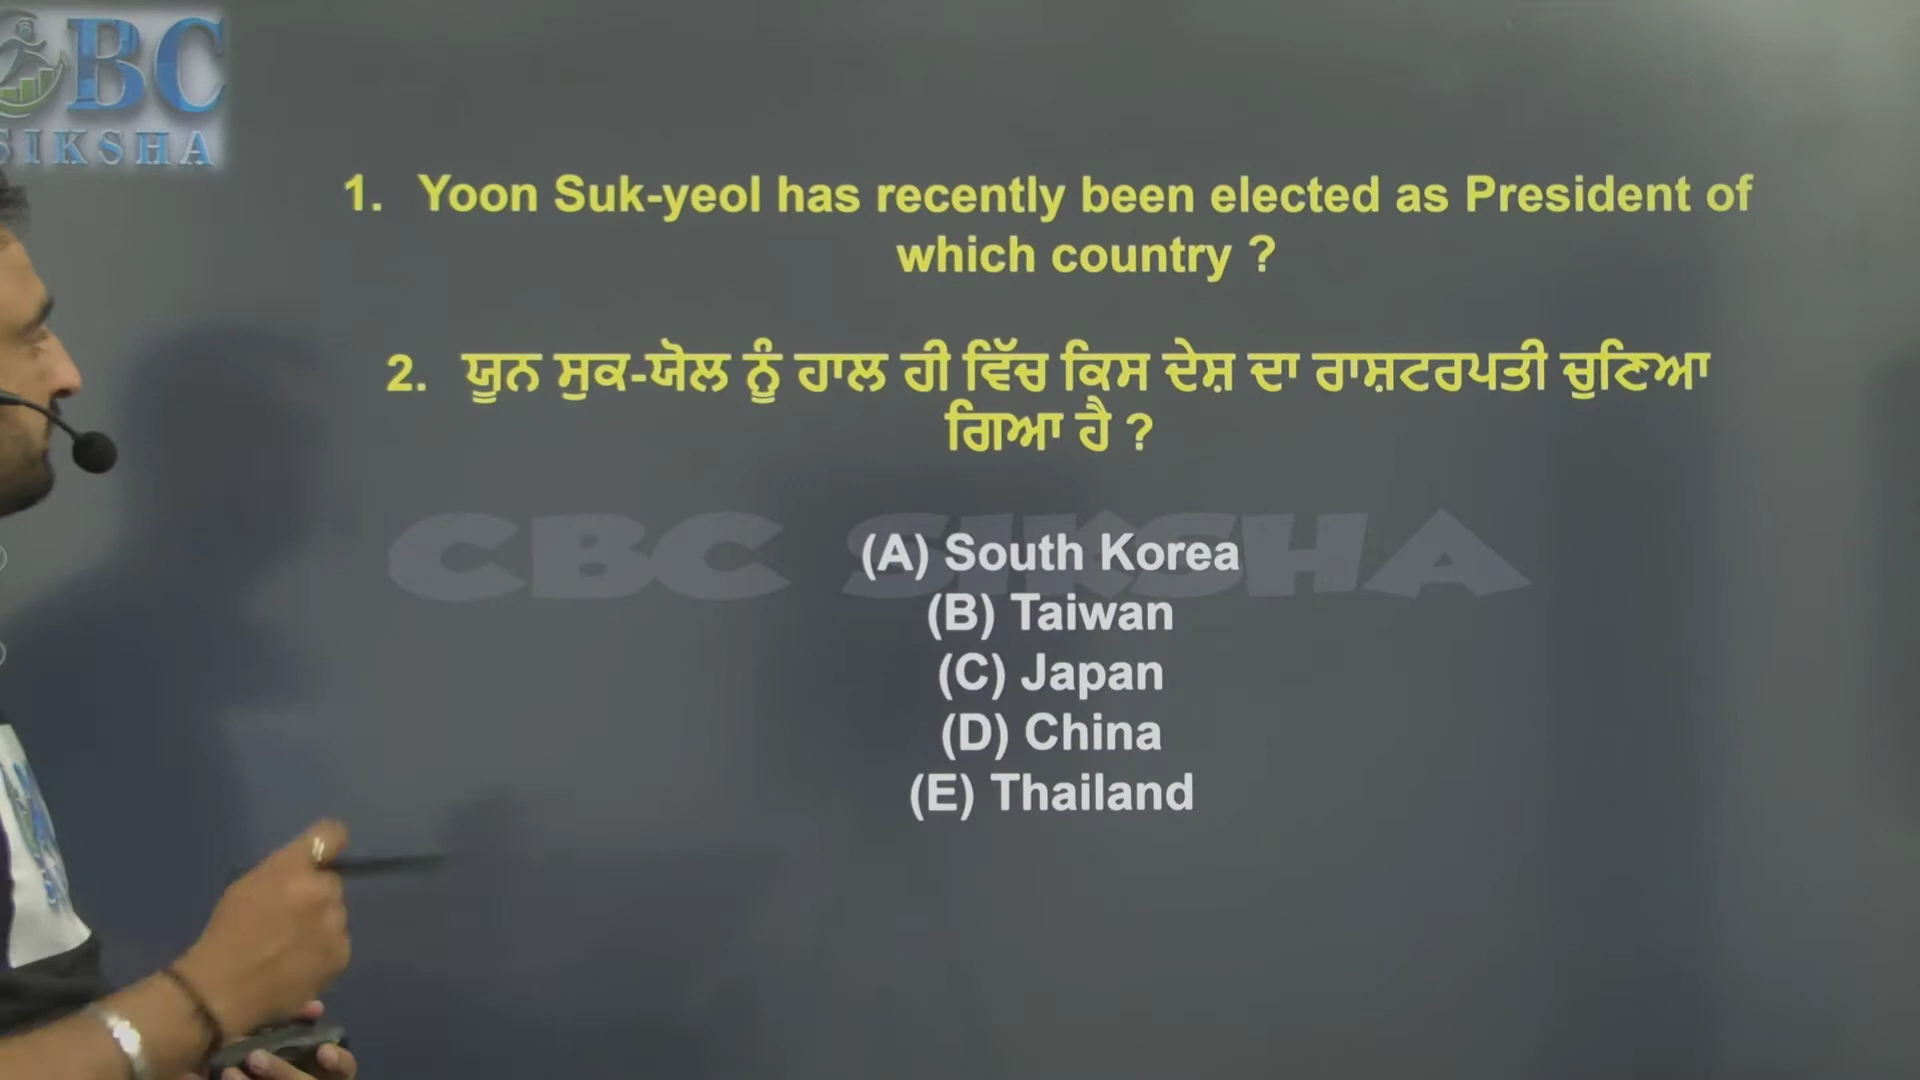 BC
SIKSHA
1. Yoon Suk-yeol has recently been elected as President of
which country ?
2. ਯੂਨ ਸੁਕ-ਯੋਲ ਨੂੰ ਹਾਲ ਹੀ ਵਿੱਚ ਕਿਸ ਦੇਸ਼ ਦਾ ਰਾਸ਼ਟਰਪਤੀ ਚੁਣਿਆ
ਗਿਆ ਹੈ ?
CBC SIKSHA
(A) South Korea
(B) Taiwan
(C) Japan
(D) China
(E) Thailand